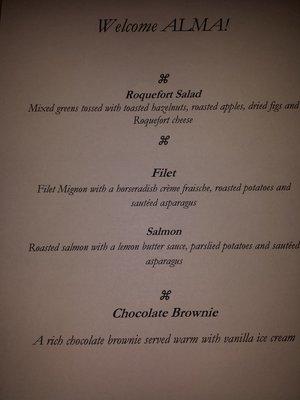 Welcome ALMA!
⌘
Roquefort Salad
Mixed greens tossed with toasted hazelnuts, roasted apples, dried figs and
Roquefort cheese
⌘
Filet
Filet Mignon with a horseradish crème fraische, roasted potatoes and
sautéed asparagus
Salmon
Roasted salmon with a lemon butter sauce, parslied potatoes and sautéed
asparagus
⌘
Chocolate Brownie
A rich chocolate brownie served warm with vanilla ice cream